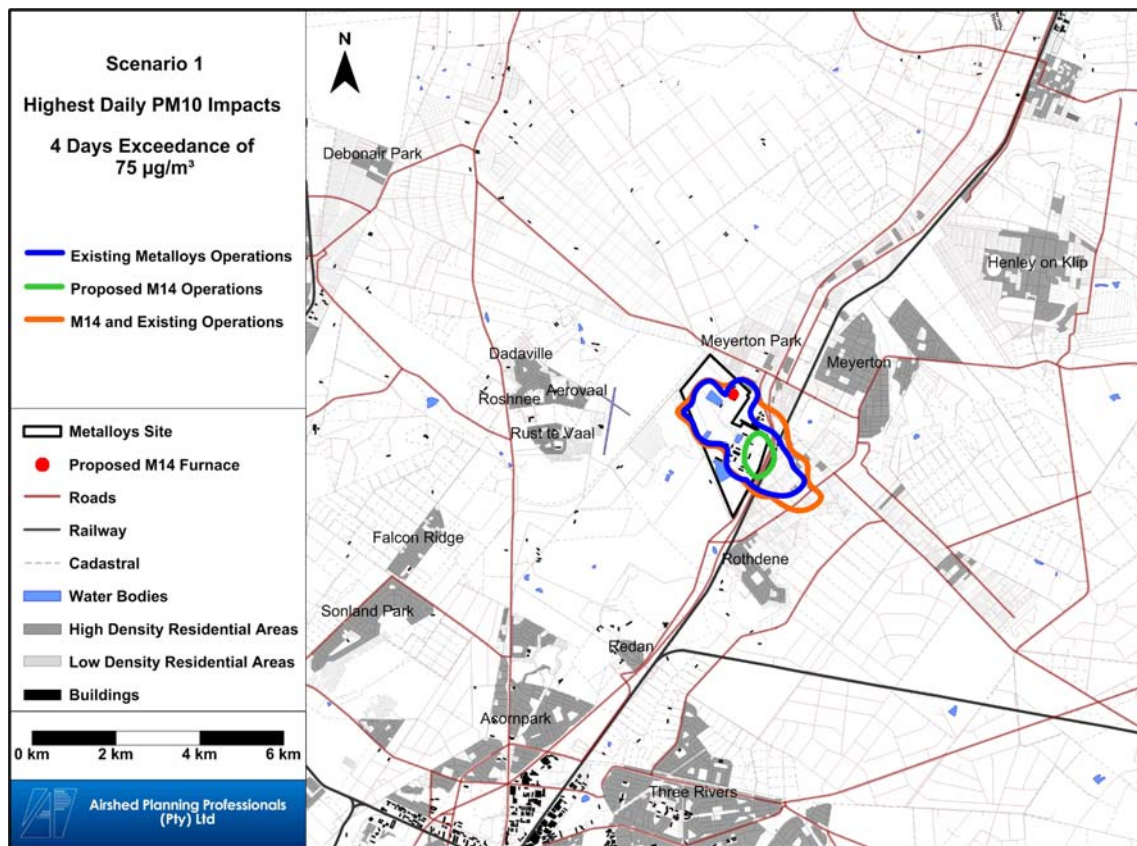 Scenario 1
Highest Daily PM10 Impacts
4 Days Exceedance of
75 µg/m³
Existing Metalloys Operations
Proposed M14 Operations
M14 and Existing Operations
Metalloys Site
Proposed M14 Furnace
Roads
Railway
Cadastral
Water Bodies
High Density Residential Areas
Low Density Residential Areas
Buildings
0 km 2 km 4 km 6 km
Airshed Planning Professionals
(Pty) Ltd
N
Debonair Park
Henley on Klip
Meyerton Park
Meyerton
Dadaville
Aerovaal
Roshnee
Rust te Vaal
Falcon Ridge
Rothdene
Sonland Park
Redan
Acornpark
Three Rivers